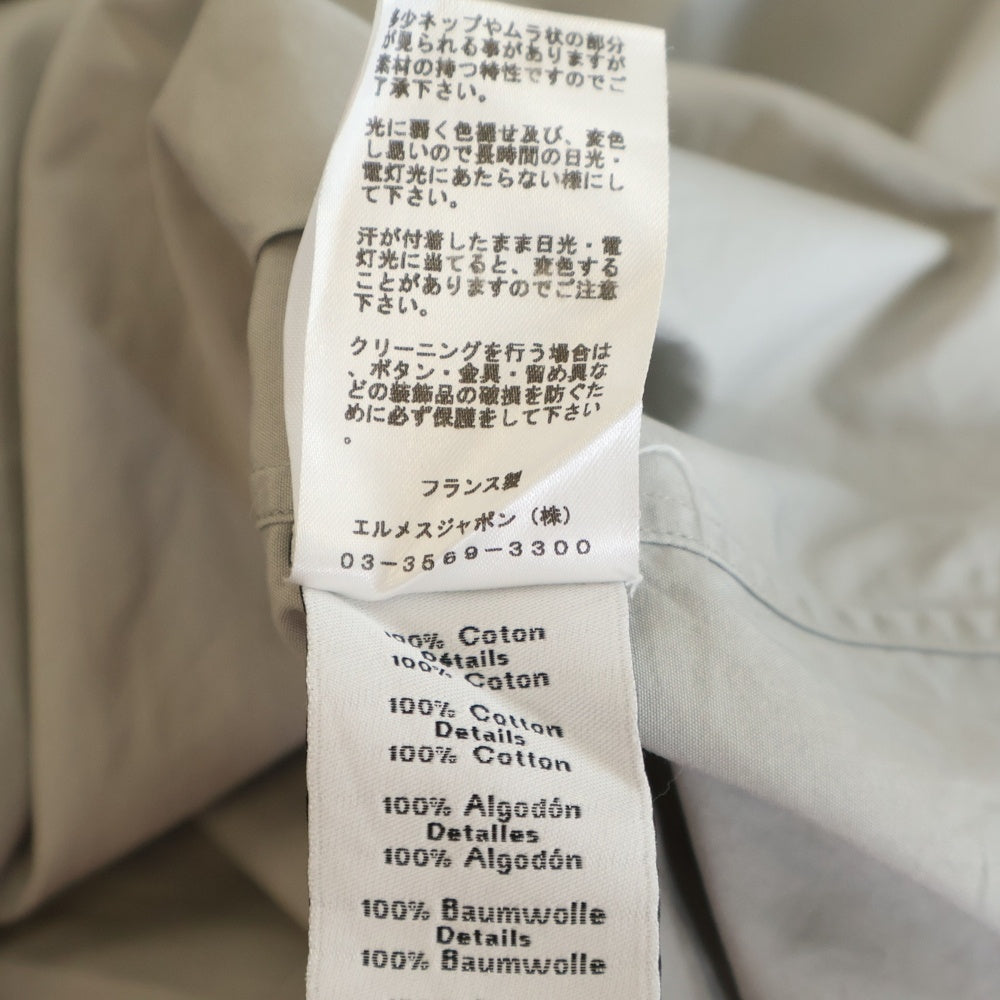 多少ネップやムラ状の部分
が見られる事がありますが
素材の持つ特性ですのでご
了承下さい。
光に弱く色褪せ及び、変色
し易いので長時間の日光・
電灯光にあたらない様にし
て下さい。
汗が付着したまま日光・電
灯光に当てると、変色する
ことがありますのでご注意
下さい。
クリーニングを行う場合は
、ボタン・金具・留め具な
どの装飾品の破損を防ぐた
めに必ず保護をして下さい
。
フランス製
エルメスジャポン（株）
03-3569-3300
100% Coton
Détails
100% Coton
100% Cotton
Details
100% Cotton
100% Algodón
Detalles
100% Algodón
100% Baumwolle
Details
100% Baumwolle